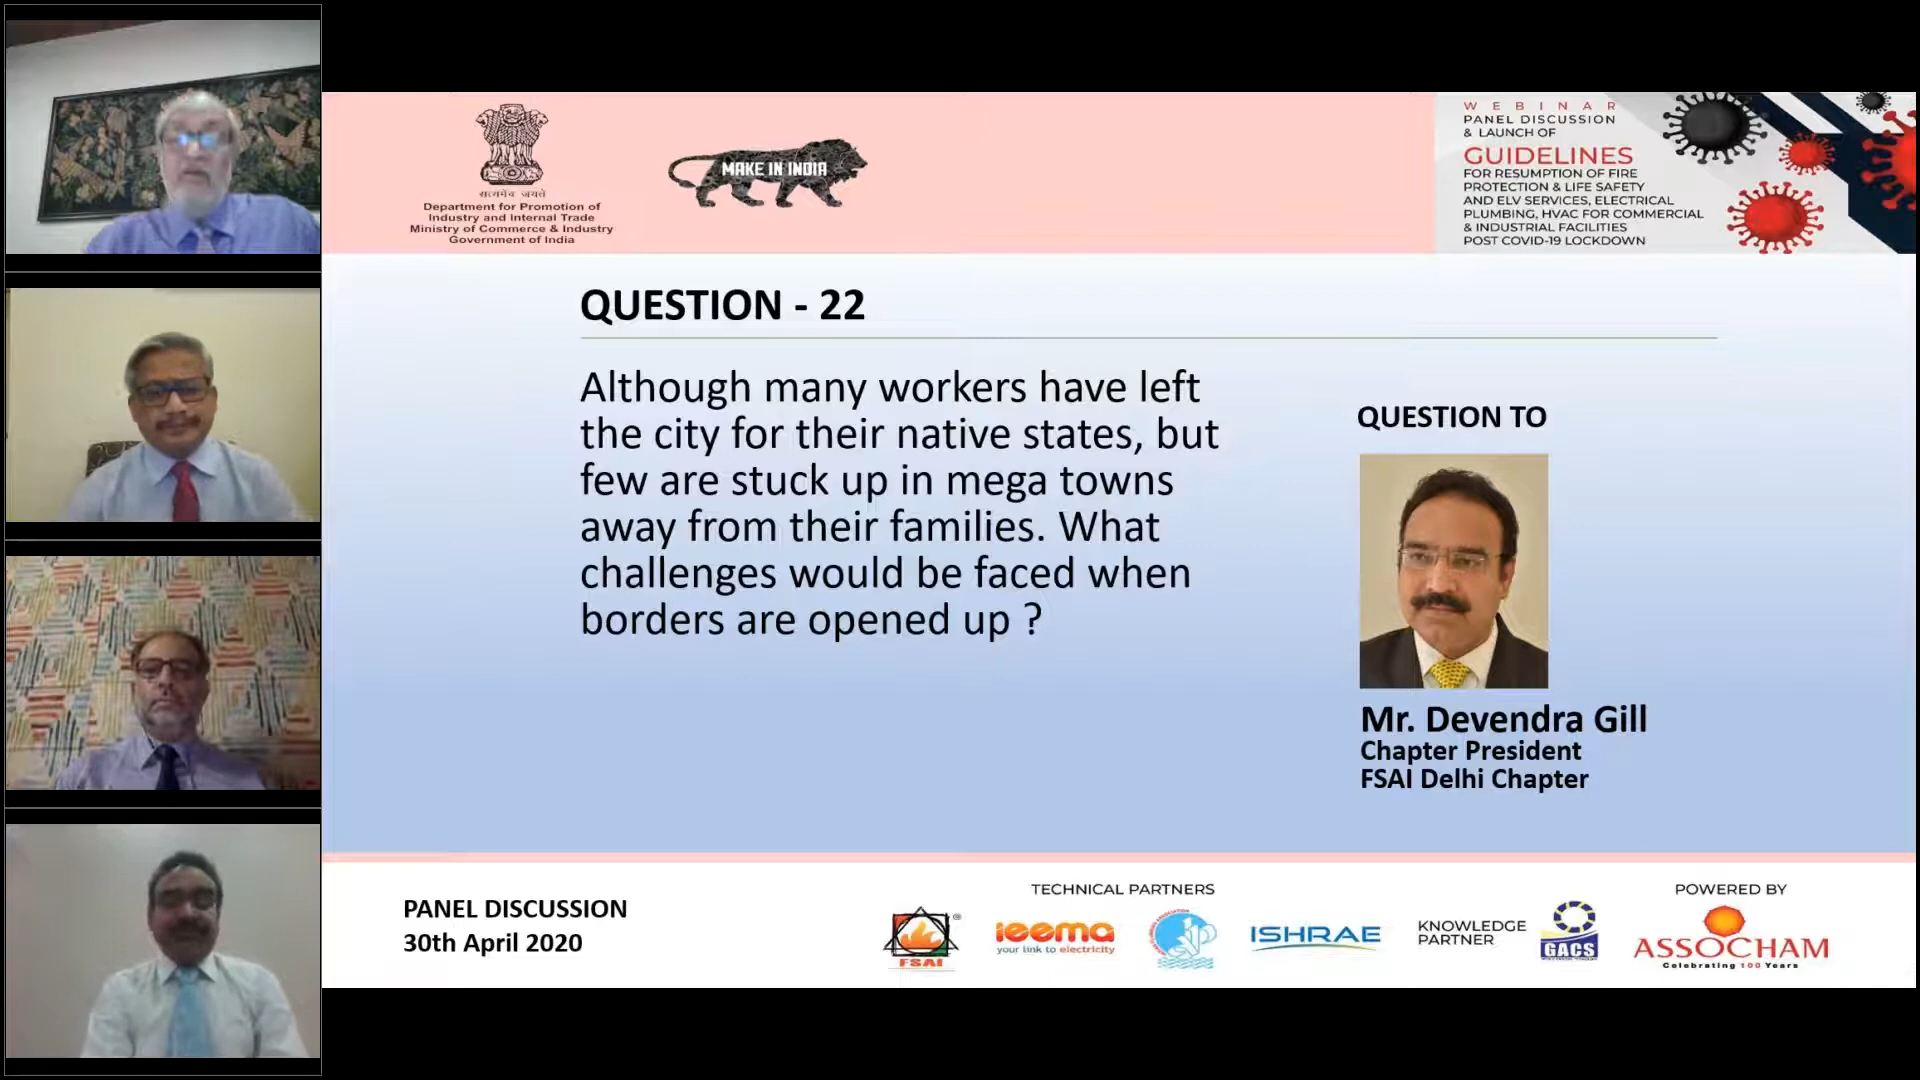 सत्यमेव जयते
Department for Promotion of
Industry and Internal Trade
Ministry of Commerce & Industry
Government of India
MAKE IN INDIA
WEBINAR
PANEL DISCUSSION
& LAUNCH OF
GUIDELINES
FOR RESUMPTION OF FIRE
PROTECTION & LIFE SAFETY
AND ELV SERVICES, ELECTRICAL
PLUMBING, HVAC FOR COMMERCIAL
& INDUSTRIAL FACILITIES
POST COVID-19 LOCKDOWN
QUESTION - 22
Although many workers have left
the city for their native states, but
few are stuck up in mega towns
away from their families. What
challenges would be faced when
borders are opened up ?
QUESTION TO
Mr. Devendra Gill
Chapter President
FSAI Delhi Chapter
PANEL DISCUSSION
30th April 2020
TECHNICAL PARTNERS
FSAI
®
ieema
your link to electricity
ISHRAE
KNOWLEDGE
PARTNER
GACS
POWERED BY
ASSOCHAM
Celebrating 100 Years